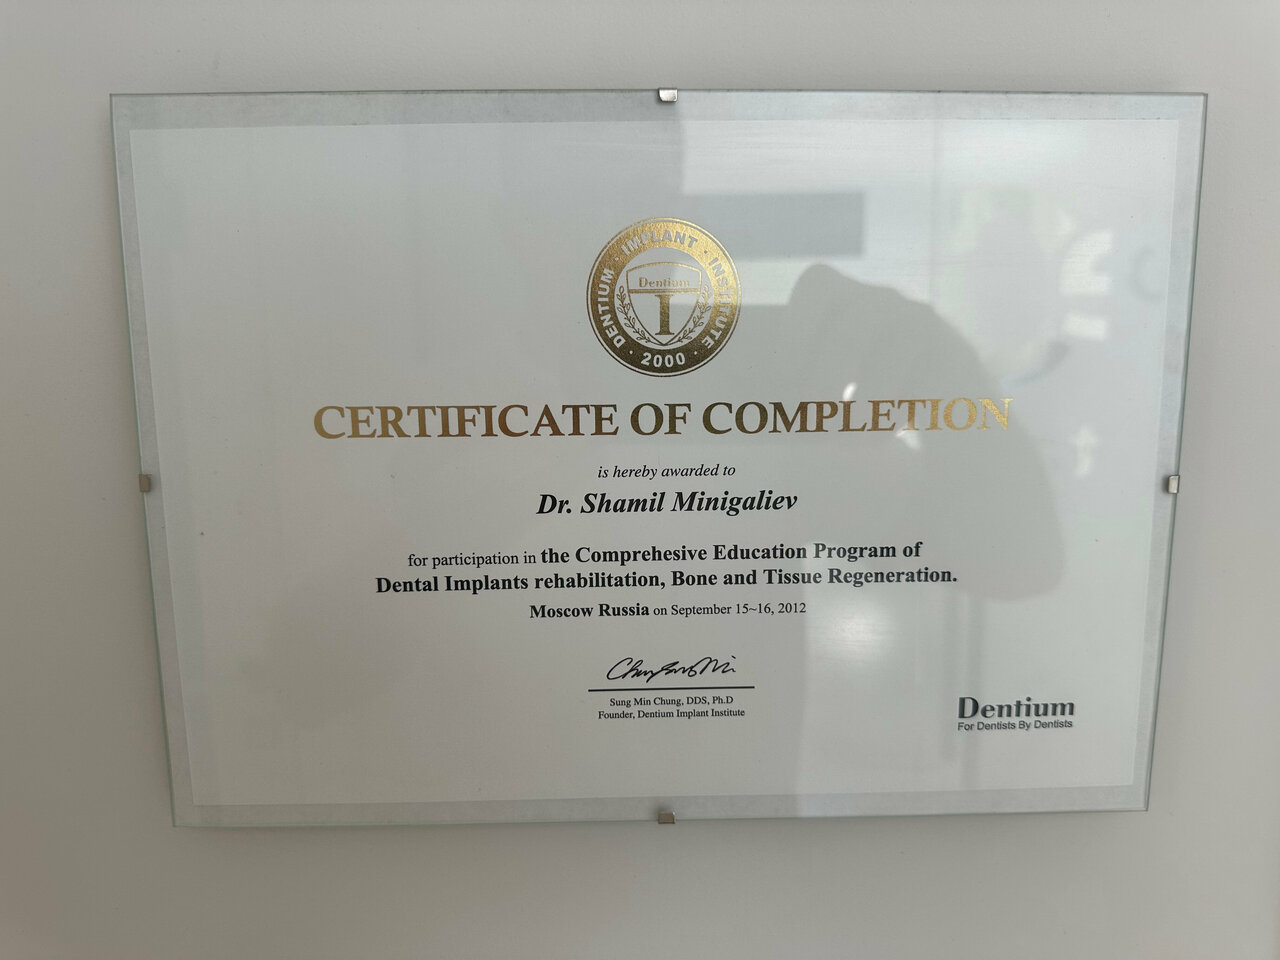 DENTIUM · IMPLANT · INSTITUTE
Dentium
I
· 2000 ·
CERTIFICATE OF COMPLETION
is hereby awarded to
Dr. Shamil Minigaliev
for participation in the Comprehesive Education Program of
Dental Implants rehabilitation, Bone and Tissue Regeneration.
Moscow Russia on September 15~16, 2012
Sung Min Chung, DDS, Ph.D
Founder, Dentium Implant Institute
Dentium
For Dentists By Dentists